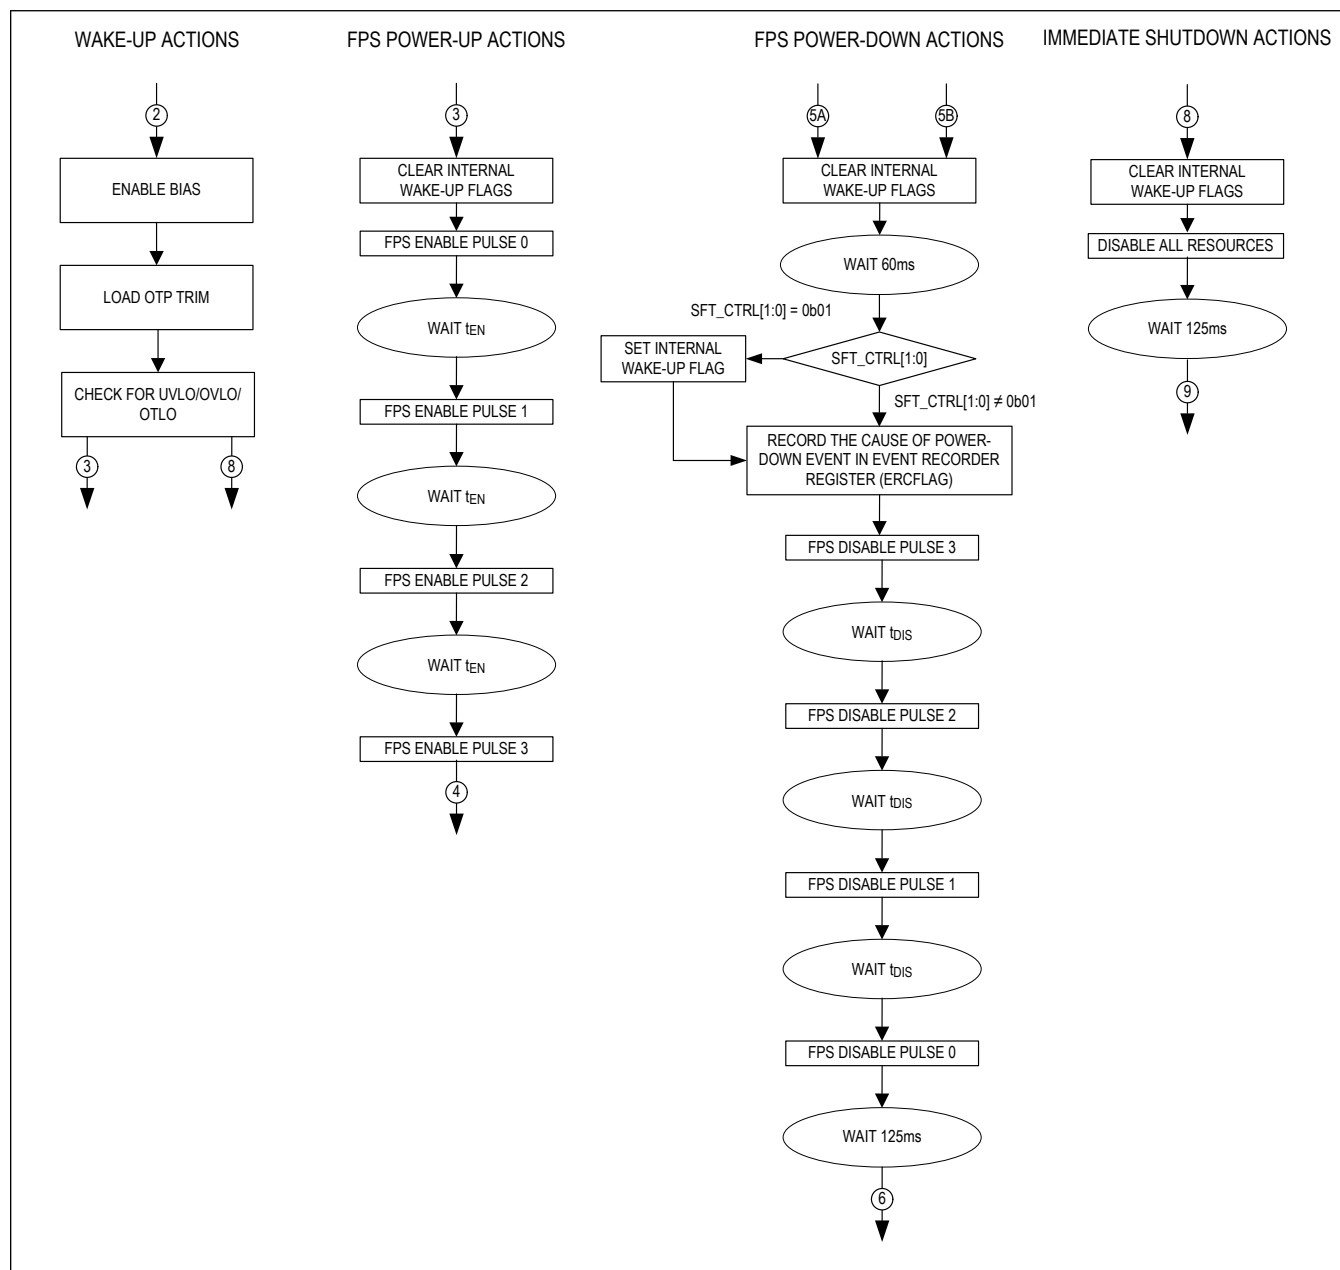 WAKE-UP ACTIONS
2
ENABLE BIAS
LOAD OTP TRIM
CHECK FOR UVLO/OVLO/
OTLO
3
8
FPS POWER-UP ACTIONS
3
CLEAR INTERNAL
WAKE-UP FLAGS
FPS ENABLE PULSE 0
WAIT tEN
FPS ENABLE PULSE 1
WAIT tEN
FPS ENABLE PULSE 2
WAIT tEN
FPS ENABLE PULSE 3
4
FPS POWER-DOWN ACTIONS
5A
5B
CLEAR INTERNAL
WAKE-UP FLAGS
WAIT 60ms
SFT_CTRL[1:0] = 0b01
SFT_CTRL[1:0]
SET INTERNAL
WAKE-UP FLAG
SFT_CTRL[1:0] ≠ 0b01
RECORD THE CAUSE OF POWER-
DOWN EVENT IN EVENT RECORDER
REGISTER (ERCFLAG)
FPS DISABLE PULSE 3
WAIT tDIS
FPS DISABLE PULSE 2
WAIT tDIS
FPS DISABLE PULSE 1
WAIT tDIS
FPS DISABLE PULSE 0
WAIT 125ms
6
IMMEDIATE SHUTDOWN ACTIONS
8
CLEAR INTERNAL
WAKE-UP FLAGS
DISABLE ALL RESOURCES
WAIT 125ms
9